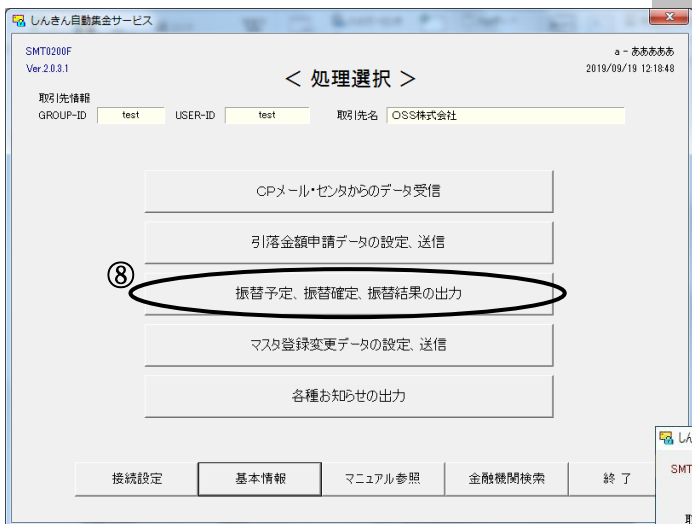 しんきん自動集金サービス
SMT0200F
a - あああああ
Ver.2.0.3.1
< 処理選択 >
2019/09/19 12:18:48
取引先情報
GROUP-ID test USER-ID test 取引先名 OSS株式会社
CPメール・センタからのデータ受信
引落金額申請データの設定、送信
⑧
振替予定、振替確定、振替結果の出力
マスタ登録変更データの設定、送信
各種お知らせの出力
接続設定 基本情報 マニュアル参照 金融機関検索 終 了
しん
SMT
取